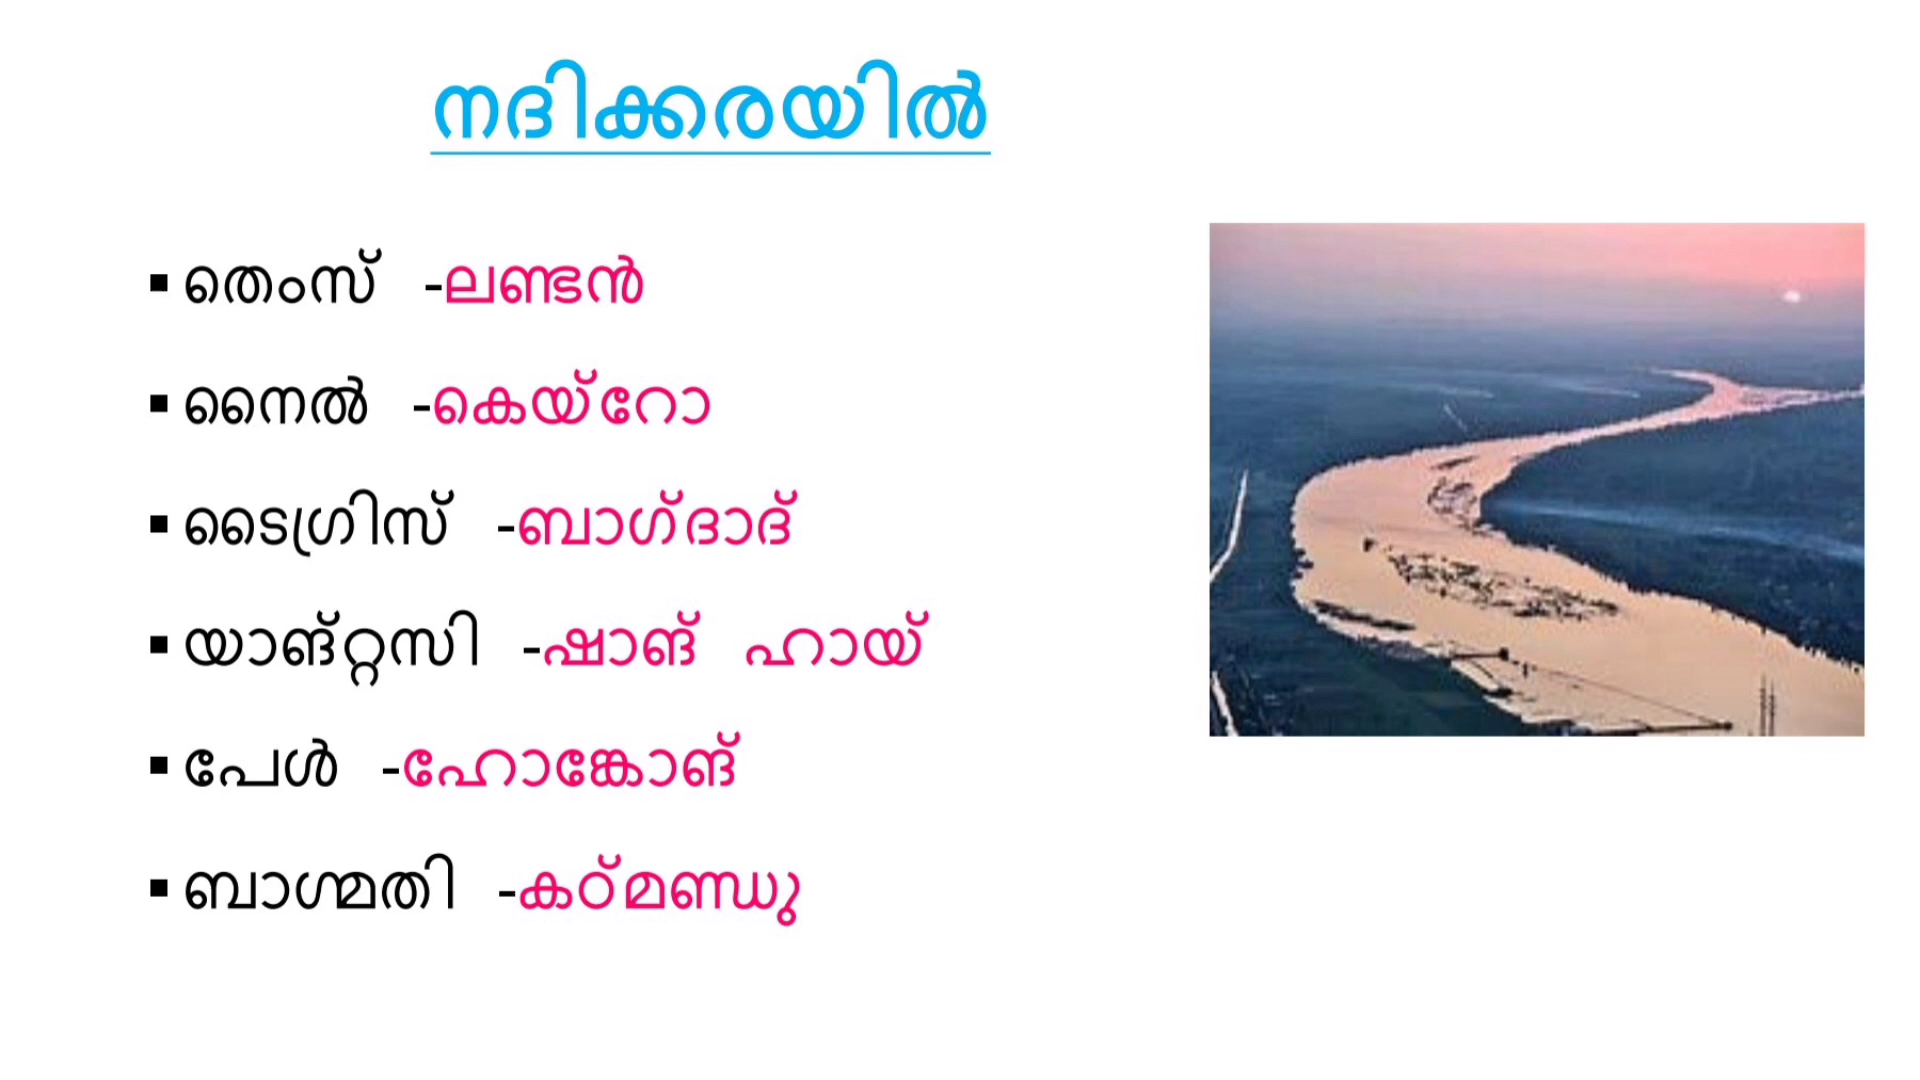 നദിക്കരയിൽ
▪ തെംസ് -ലണ്ടൻ
▪ നൈൽ -കെയ്റോ
▪ ടൈഗ്രിസ് -ബാഗ്ദാദ്
▪ യാങ്റ്റസി -ഷാങ് ഹായ്
▪ പേൾ -ഹോങ്കോങ്
▪ ബാഗ്മതി -കഠ്മണ്ഡു